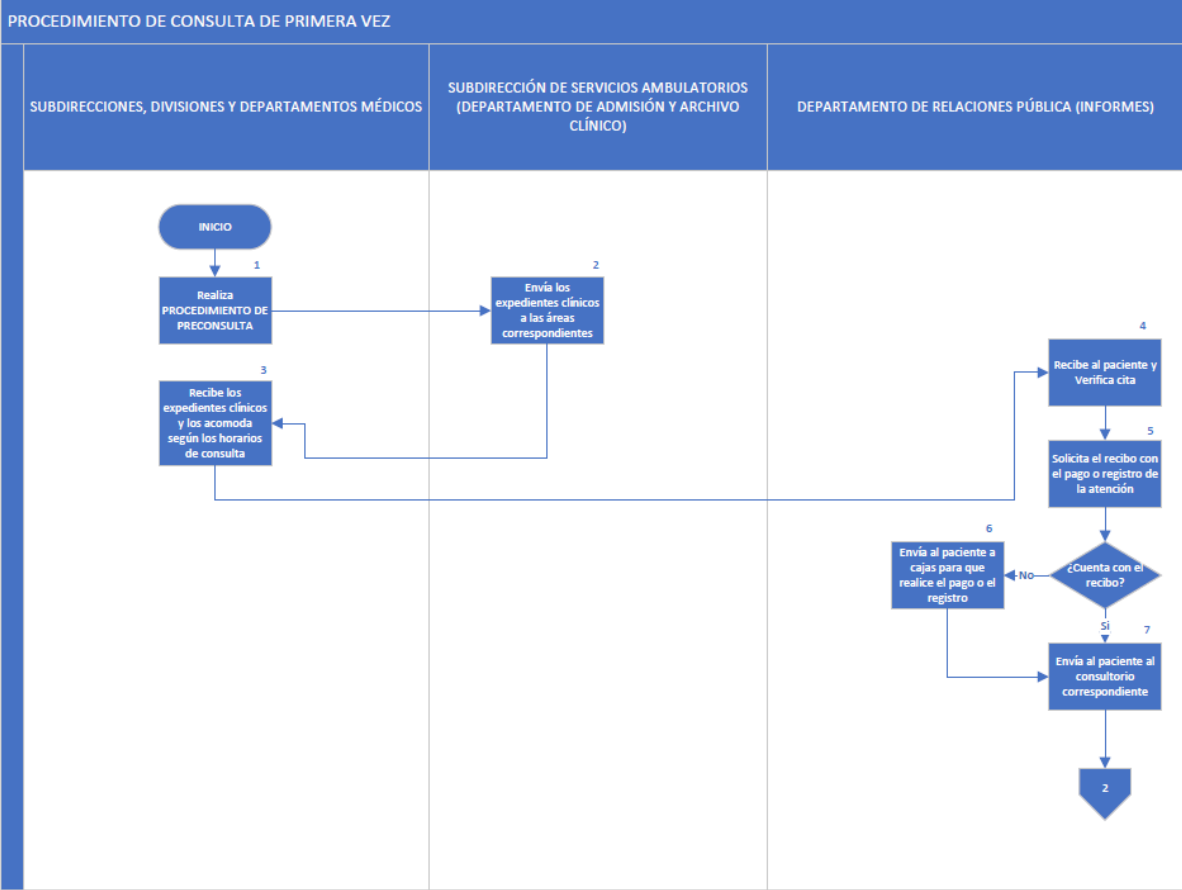 PROCEDIMIENTO DE CONSULTA DE PRIMERA VEZ
SUBDIRECCIONES, DIVISIONES Y DEPARTAMENTOS MÉDICOS
SUBDIRECCIÓN DE SERVICIOS AMBULATORIOS
(DEPARTAMENTO DE ADMISIÓN Y ARCHIVO
CLÍNICO)
DEPARTAMENTO DE RELACIONES PÚBLICA (INFORMES)
INICIO
1
Realiza
PROCEDIMIENTO DE
PRECONSULTA
2
Envía los
expedientes clínicos
a las áreas
correspondientes
3
Recibe los
expedientes clínicos
y los acomoda
según los horarios
de consulta
4
Recibe al paciente y
Verifica cita
5
Solicita el recibo con
el pago o registro de
la atención
¿Cuenta con el
recibo?
No
6
Envía al paciente a
cajas para que
realice el pago o el
registro
Si
7
Envía al paciente al
consultorio
correspondiente
2